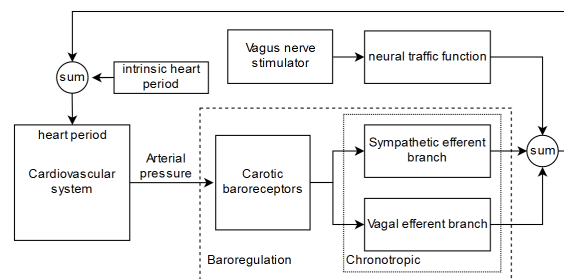 Vagus nerve
stimulator
neural traffic function
sum
intrinsic heart
period
heart period
Cardiovascular
system
Arterial
pressure
Carotic
baroreceptors
Sympathetic efferent
branch
sum
Vagal efferent branch
Baroregulation
Chronotropic